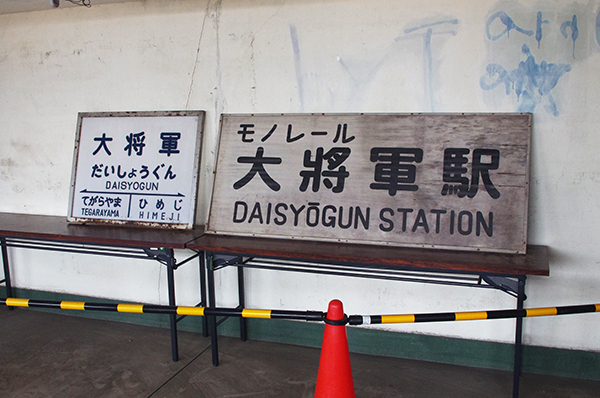 大将軍
だいしょうぐん
DAISYOGUN
てがらやま ひめじ
TEGARAYAMA HIMEJI
モノレール
大將軍駅
DAISYŌGUN STATION